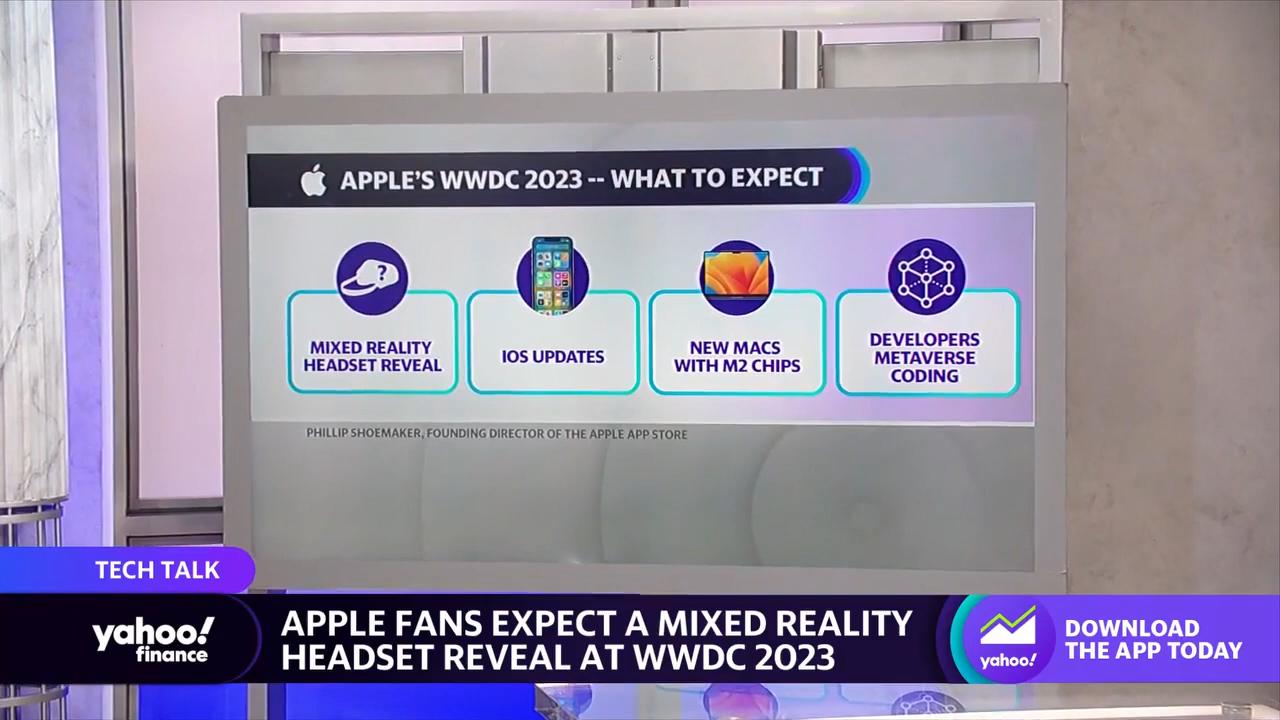 APPLE'S WWDC 2023 -- WHAT TO EXPECT
?
MIXED REALITY
HEADSET REVEAL
IOS UPDATES
NEW MACS
WITH M2 CHIPS
DEVELOPERS
METAVERSE
CODING
PHILLIP SHOEMAKER, FOUNDING DIRECTOR OF THE APPLE APP STORE
TECH TALK
yahoo!
finance
APPLE FANS EXPECT A MIXED REALITY
HEADSET REVEAL AT WWDC 2023
yahoo!
DOWNLOAD
THE APP TODAY